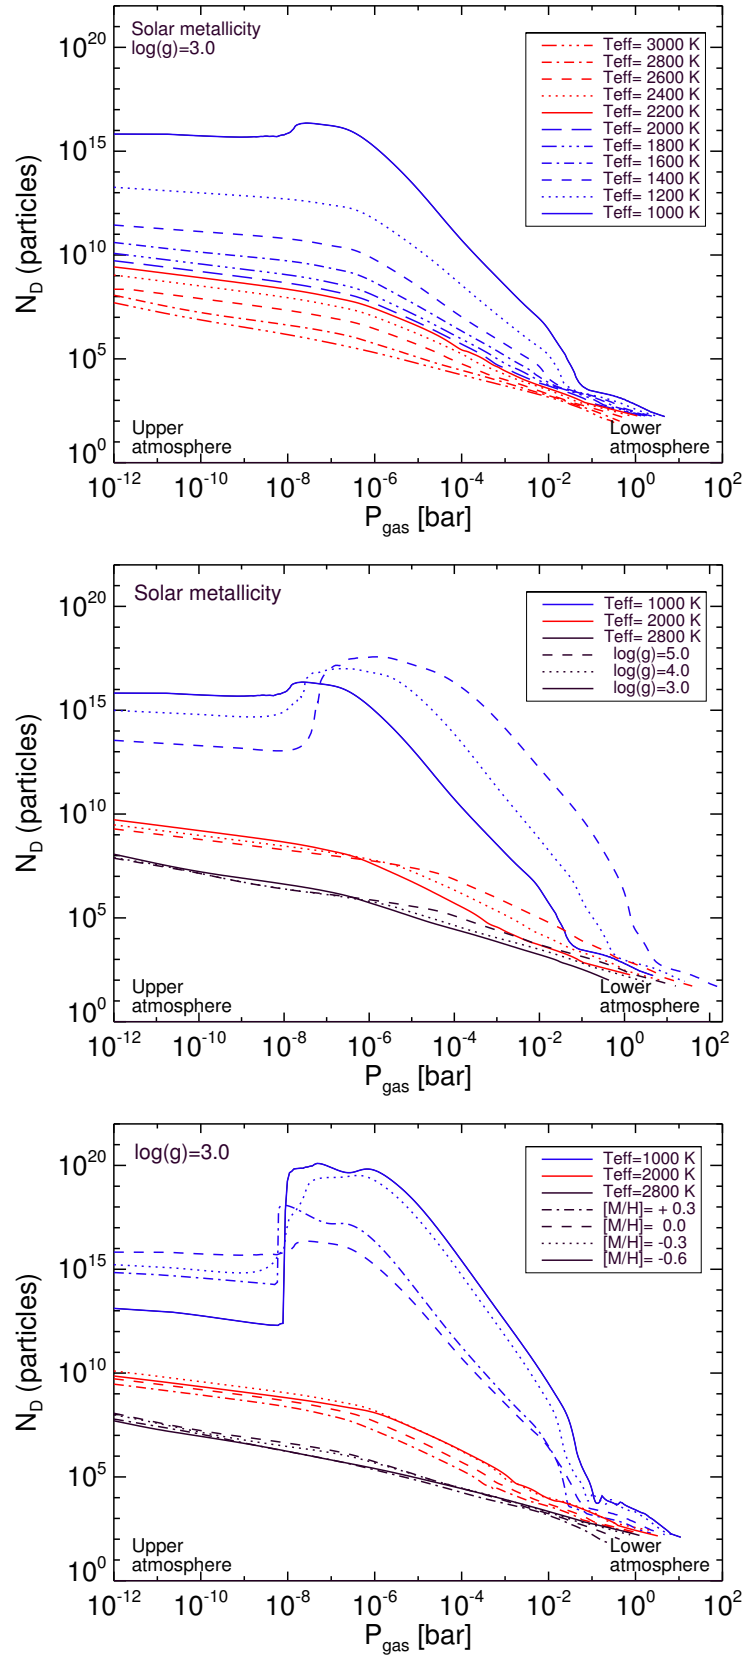 Solar metallicity
log(g)=3.0
Teff= 3000 K
Teff= 2800 K
Teff= 2600 K
Teff= 2400 K
Teff= 2200 K
Teff= 2000 K
Teff= 1800 K
Teff= 1600 K
Teff= 1400 K
Teff= 1200 K
Teff= 1000 K
10^20
10^15
10^10
10^5
10^0
N_D (particles)
Upper
atmosphere
Lower
atmosphere
10^-12 10^-10 10^-8 10^-6 10^-4 10^-2 10^0 10^2
P_gas [bar]
Solar metallicity
Teff= 1000 K
Teff= 2000 K
Teff= 2800 K
log(g)=5.0
log(g)=4.0
log(g)=3.0
10^20
10^15
10^10
10^5
10^0
N_D (particles)
Upper
atmosphere
Lower
atmosphere
10^-12 10^-10 10^-8 10^-6 10^-4 10^-2 10^0 10^2
P_gas [bar]
log(g)=3.0
Teff=1000 K
Teff=2000 K
Teff=2800 K
[M/H]= + 0.3
[M/H]= 0.0
[M/H]= -0.3
[M/H]= -0.6
10^20
10^15
10^10
10^5
10^0
N_D (particles)
Upper
atmosphere
Lower
atmosphere
10^-12 10^-10 10^-8 10^-6 10^-4 10^-2 10^0 10^2
P_gas [bar]